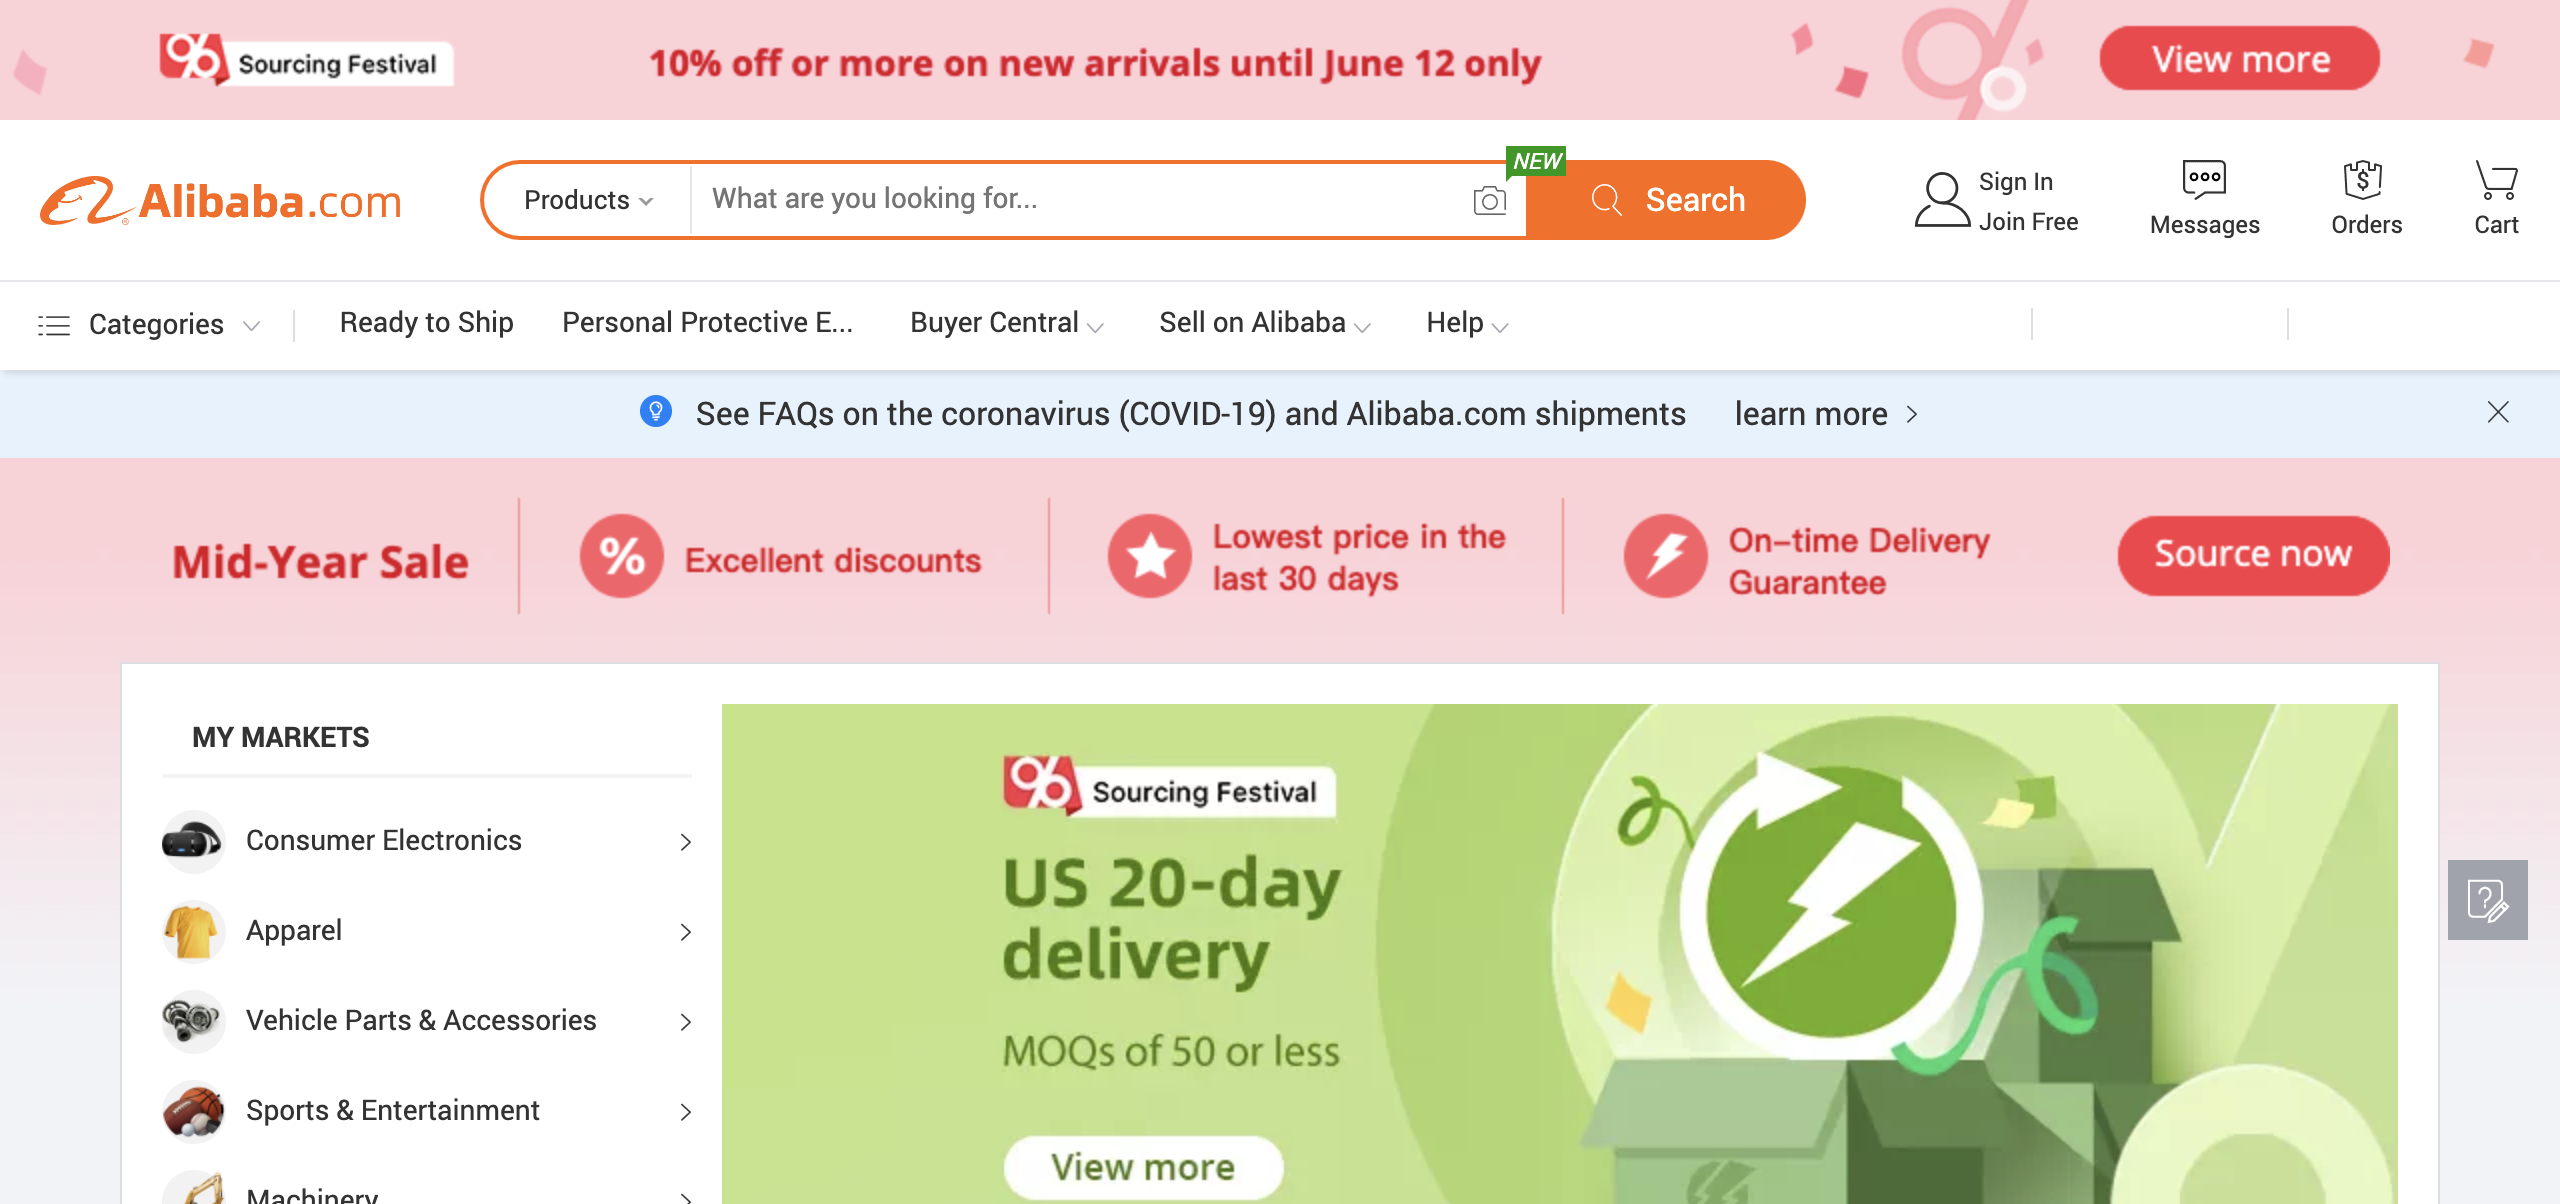 96 Sourcing Festival
10% off or more on new arrivals until June 12 only
View more
Alibaba.com
Products
What are you looking for...
NEW
Search
Sign In
Join Free
Messages
Orders
Cart
Categories
Ready to Ship
Personal Protective E...
Buyer Central
Sell on Alibaba
Help
See FAQs on the coronavirus (COVID-19) and Alibaba.com shipments
learn more
Mid-Year Sale
% Excellent discounts
Lowest price in the
last 30 days
On-time Delivery
Guarantee
Source now
MY MARKETS
Consumer Electronics
Apparel
Vehicle Parts & Accessories
Sports & Entertainment
Machinery
96 Sourcing Festival
US 20-day
delivery
MOQs of 50 or less
View more